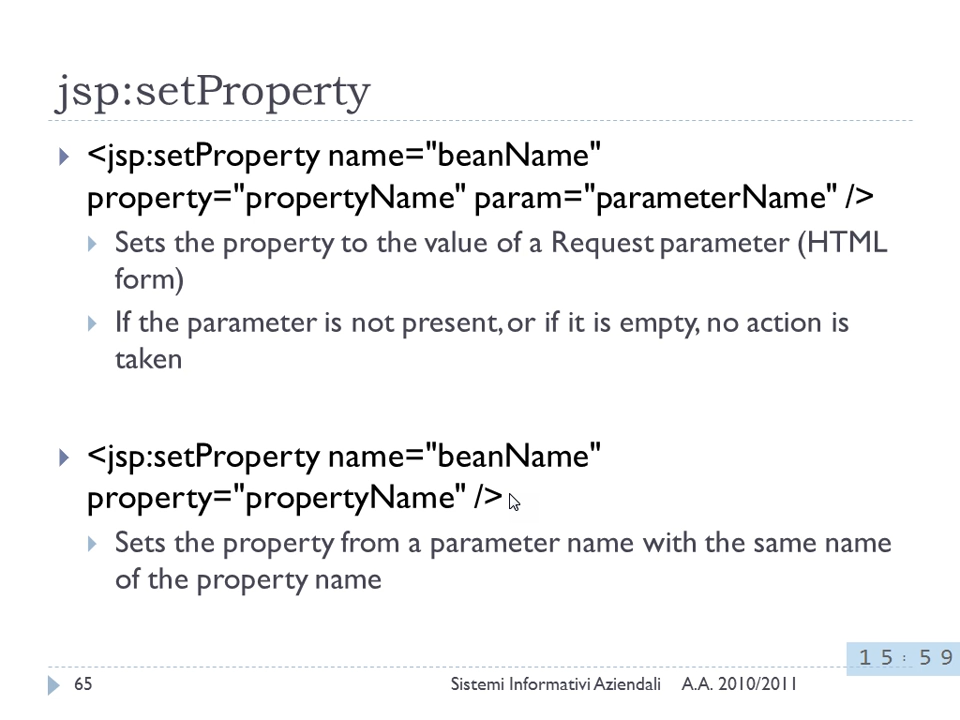 jsp:setProperty
<jsp:setProperty name="beanName"
property="propertyName" param="parameterName" />
Sets the property to the value of a Request parameter (HTML
form)
If the parameter is not present, or if it is empty, no action is
taken
<jsp:setProperty name="beanName"
property="propertyName" />
Sets the property from a parameter name with the same name
of the property name
15:59
65 Sistemi Informativi Aziendali A.A. 2010/2011